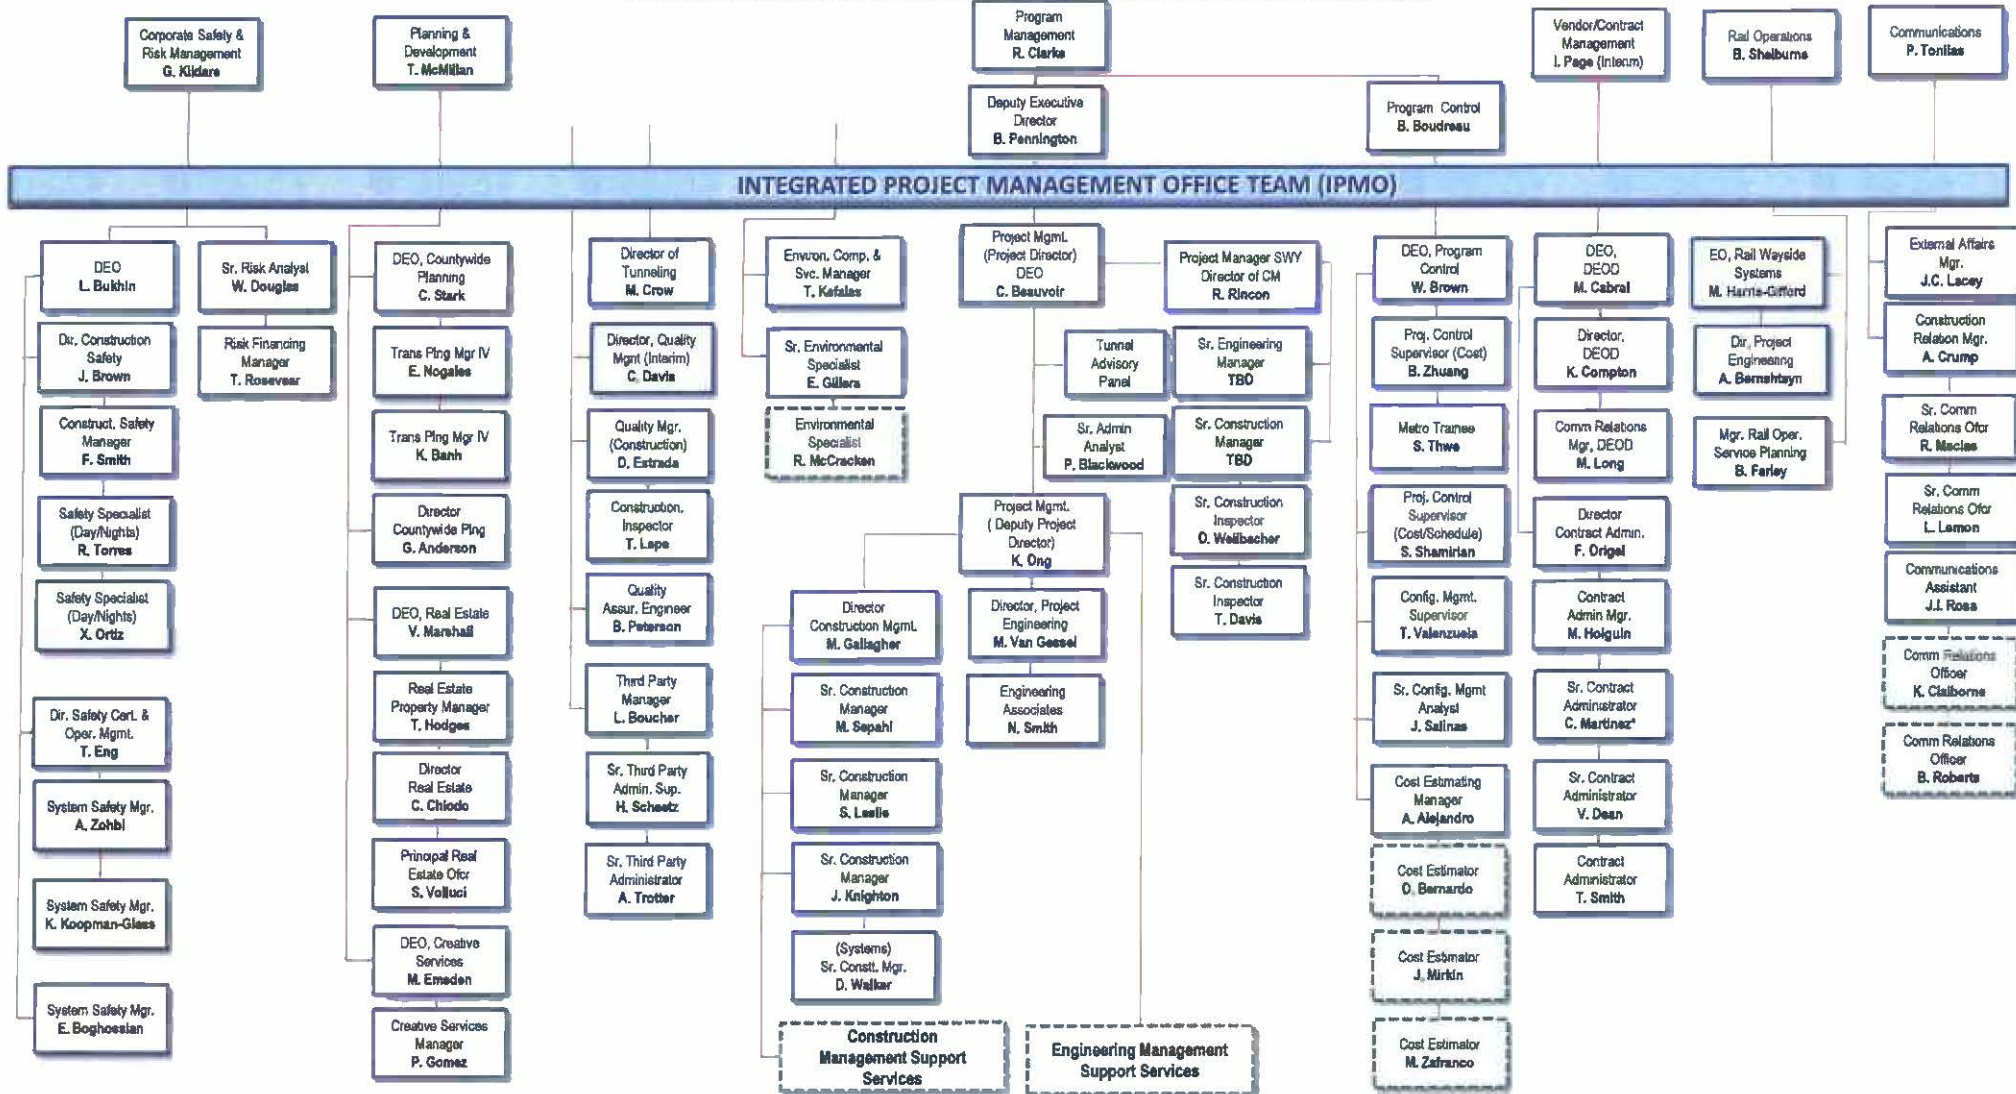 Corporate Safety &
Risk Management
G. Kildare
Planning &
Development
T. McMillan
Program
Management
R. Clarke
Vendor/Contract
Management
I. Page (Interim)
Rail Operations
B. Shelburne
Communications
P. Tonilas
Deputy Executive
Director
B. Pennington
Program Control
B. Boudreau
INTEGRATED PROJECT MANAGEMENT OFFICE TEAM (IPMO)
DEO
L. Bukhin
Sr. Risk Analyst
W. Douglas
Dir. Construction
Safety
J. Brown
Risk Financing
Manager
T. Rosevear
Construct. Safety
Manager
F. Smith
Safety Specialist
(Day/Nights)
R. Torres
Safety Specialist
(Day/Nights)
X. Ortiz
Dir. Safety Cert. &
Oper. Mgmt.
T. Eng
System Safety Mgr.
A. Zohbi
System Safety Mgr.
K. Koopman-Glass
System Safety Mgr.
E. Boghossian
DEO, Countywide
Planning
C. Stark
Trans Plng Mgr IV
E. Nogales
Trans Plng Mgr IV
K. Banh
Director
Countywide Plng
G. Anderson
DEO, Real Estate
V. Marshall
Real Estate
Property Manager
T. Hodges
Director
Real Estate
C. Chiodo
Principal Real
Estate Ofcr
S. Volluci
DEO, Creative
Services
M. Emsden
Creative Services
Manager
P. Gomez
Director of
Tunneling
M. Crow
Director, Quality
Mgnt (Interim)
C. Davis
Quality Mgr.
(Construction)
D. Estrada
Construction.
Inspector
T. Lepe
Quality
Assur. Engineer
B. Peterson
Third Party
Manager
L. Boucher
Sr. Third Party
Admin. Sup.
H. Scheetz
Sr. Third Party
Administrator
A. Trotter
Environ. Comp. &
Svc. Manager
T. Kefalas
Sr. Environmental
Specialist
E. Gillera
Environmental
Specialist
R. McCracken
Project Mgmt.
(Project Director)
DEO
C. Beauvoir
Project Manager SWY
Director of CM
R. Rincon
Tunnel
Advisory
Panel
Sr. Engineering
Manager
TBD
Sr. Admin
Analyst
P. Blackwood
Sr. Construction
Manager
TBD
Project Mgmt.
( Deputy Project
Director)
K. Ong
Sr. Construction
Inspector
O. Wellbacher
Sr. Construction
Inspector
T. Davis
Director
Construction Mgmt.
M. Gallagher
Director, Project
Engineering
M. Van Gessel
Sr. Construction
Manager
M. Sepahi
Engineering
Associates
N. Smith
Sr. Construction
Manager
S. Leslie
Sr. Construction
Manager
J. Knighton
(Systems)
Sr. Constt. Mgr.
D. Walker
Construction
Management Support
Services
Engineering Management
Support Services
DEO, Program
Control
W. Brown
Proj. Control
Supervisor (Cost)
B. Zhuang
Metro Trainee
S. Thwe
Proj. Control
Supervisor
(Cost/Schedule)
S. Shamirian
Config. Mgmt.
Supervisor
T. Valenzuela
Sr. Config. Mgmt
Analyst
J. Salinas
Cost Estimating
Manager
A. Alejandro
Cost Estimator
O. Bernardo
Cost Estimator
J. Mirkin
Cost Estimator
M. Zafranco
DEO,
DEOD
M. Cabral
Director,
DEOD
K. Compton
Comm Relations
Mgr, DEOD
M. Long
Director
Contract Admin.
F. Origel
Contract
Admin Mgr.
M. Holguin
Sr. Contract
Administrator
C. Martinez*
Sr. Contract
Administrator
V. Dean
Contract
Administrator
T. Smith
EO, Rail Wayside
Systems
M. Harris-Gifford
Dir, Project
Engineering
A. Bernshteyn
Mgr. Rail Oper.
Service Planning
B. Farley
External Affairs
Mgr.
J.C. Lacey
Construction
Relation Mgr.
A. Crump
Sr. Comm
Relations Ofcr
R. Macias
Sr. Comm
Relations Ofcr
L. Lemon
Communications
Assistant
J.I. Rosa
Comm Relations
Officer
K. Claiborne
Comm Relations
Officer
B. Roberts